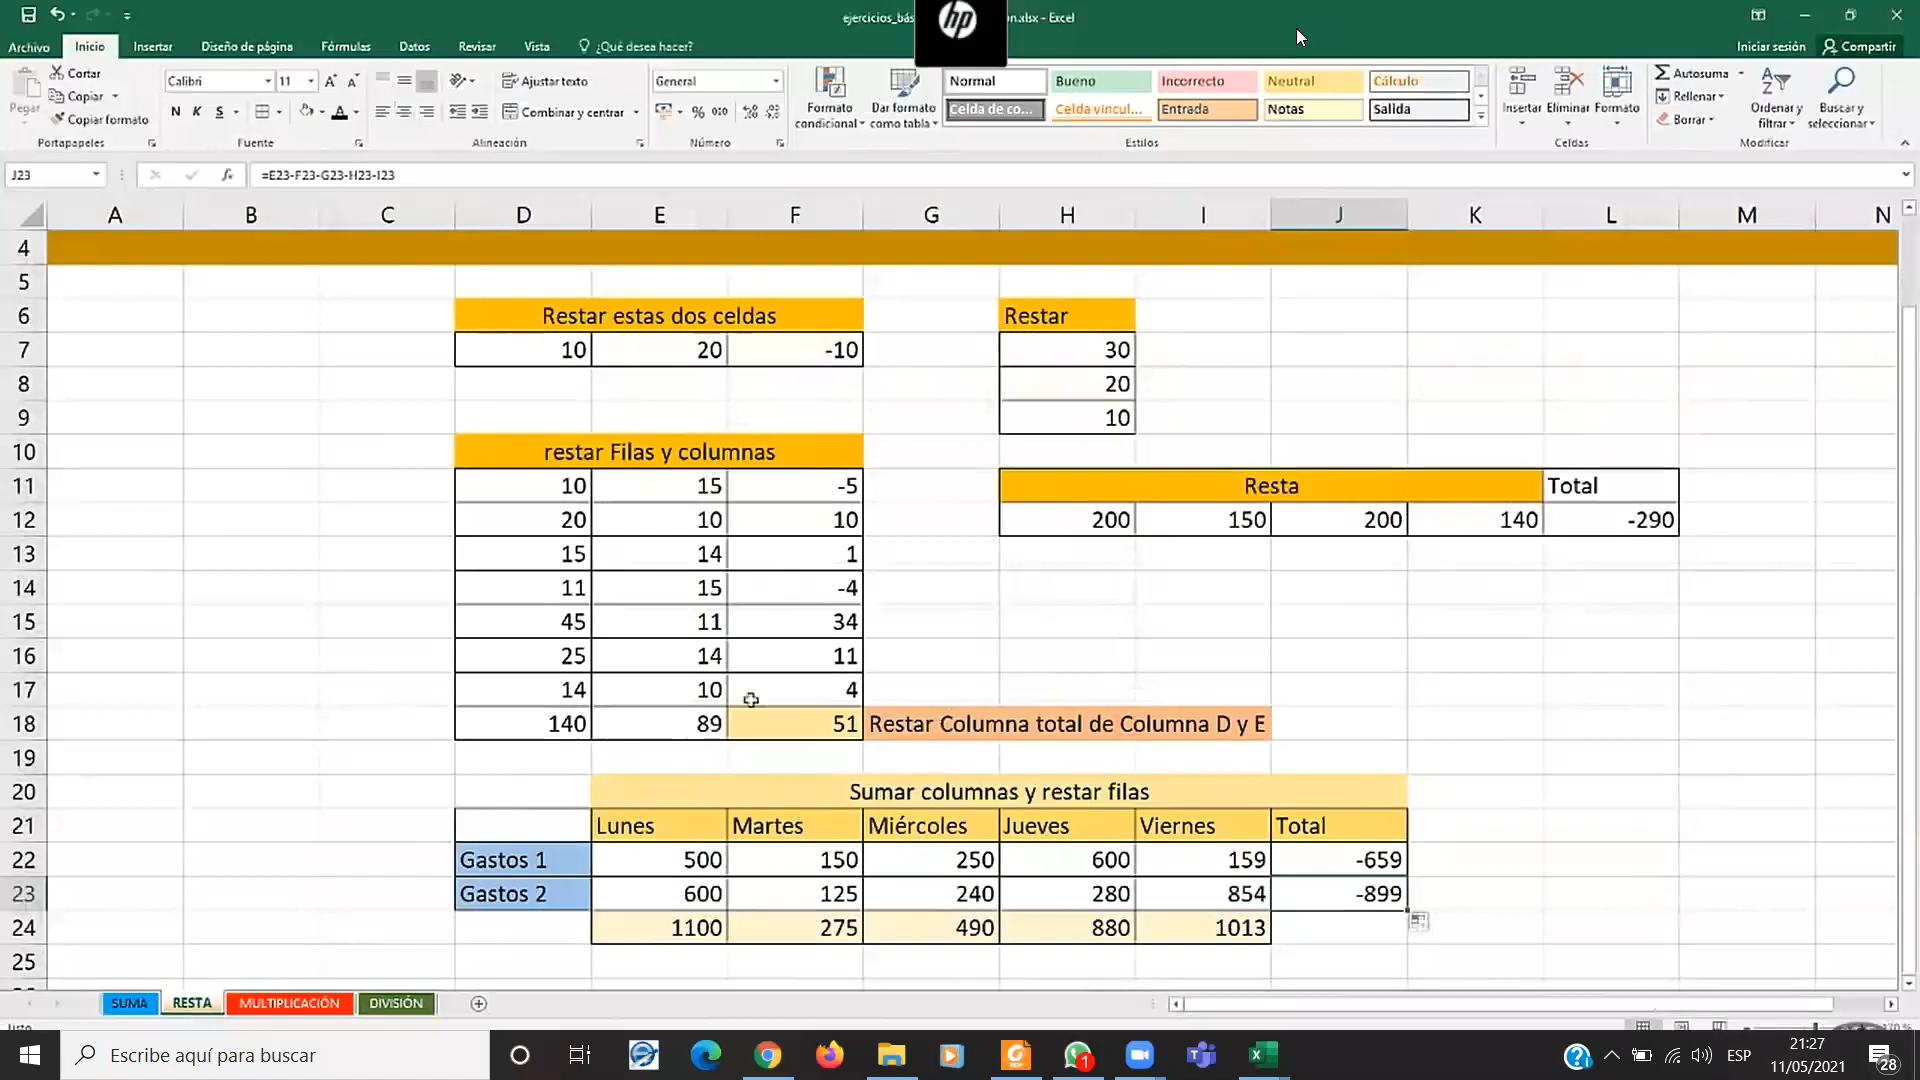 ejercicios_bás
n.xlsx - Excel
hp
Archivo Inicio Insertar Diseño de página Fórmulas Datos Revisar Vista ¿Qué desea hacer? Iniciar sesión Compartir
Pegar
Cortar
Copiar
Copiar formato
Portapapeles
Calibri 11
N K S
Fuente
Ajustar texto
Combinar y centrar
Alineación
General
% 000
Número
Formato condicional
Dar formato como tabla
Normal Bueno Incorrecto Neutral Cálculo
Celda de co... Celda vincul... Entrada Notas Salida
Estilos
Insertar Eliminar Formato
Celdas
Autosuma
Rellenar
Borrar
Ordenar y filtrar
Buscar y seleccionar
Modificar
J23 fx =E23-F23-G23-H23-I23
A B C D E F G H I J K L M N
4
5
6 Restar estas dos celdas Restar
7 10 20 -10 30
8 20
9 10
10 restar Filas y columnas
11 10 15 -5 Resta Total
12 20 10 10 200 150 200 140 -290
13 15 14 1
14 11 15 -4
15 45 11 34
16 25 14 11
17 14 10 4
18 140 89 51 Restar Columna total de Columna D y E
19
20 Sumar columnas y restar filas
21 Lunes Martes Miércoles Jueves Viernes Total
22 Gastos 1 500 150 250 600 159 -659
23 Gastos 2 600 125 240 280 854 -899
24 1100 275 490 880 1013
25
SUMA RESTA MULTIPLICACIÓN DIVISIÓN
Escribe aquí para buscar
1
ESP
21:27
11/05/2021
28